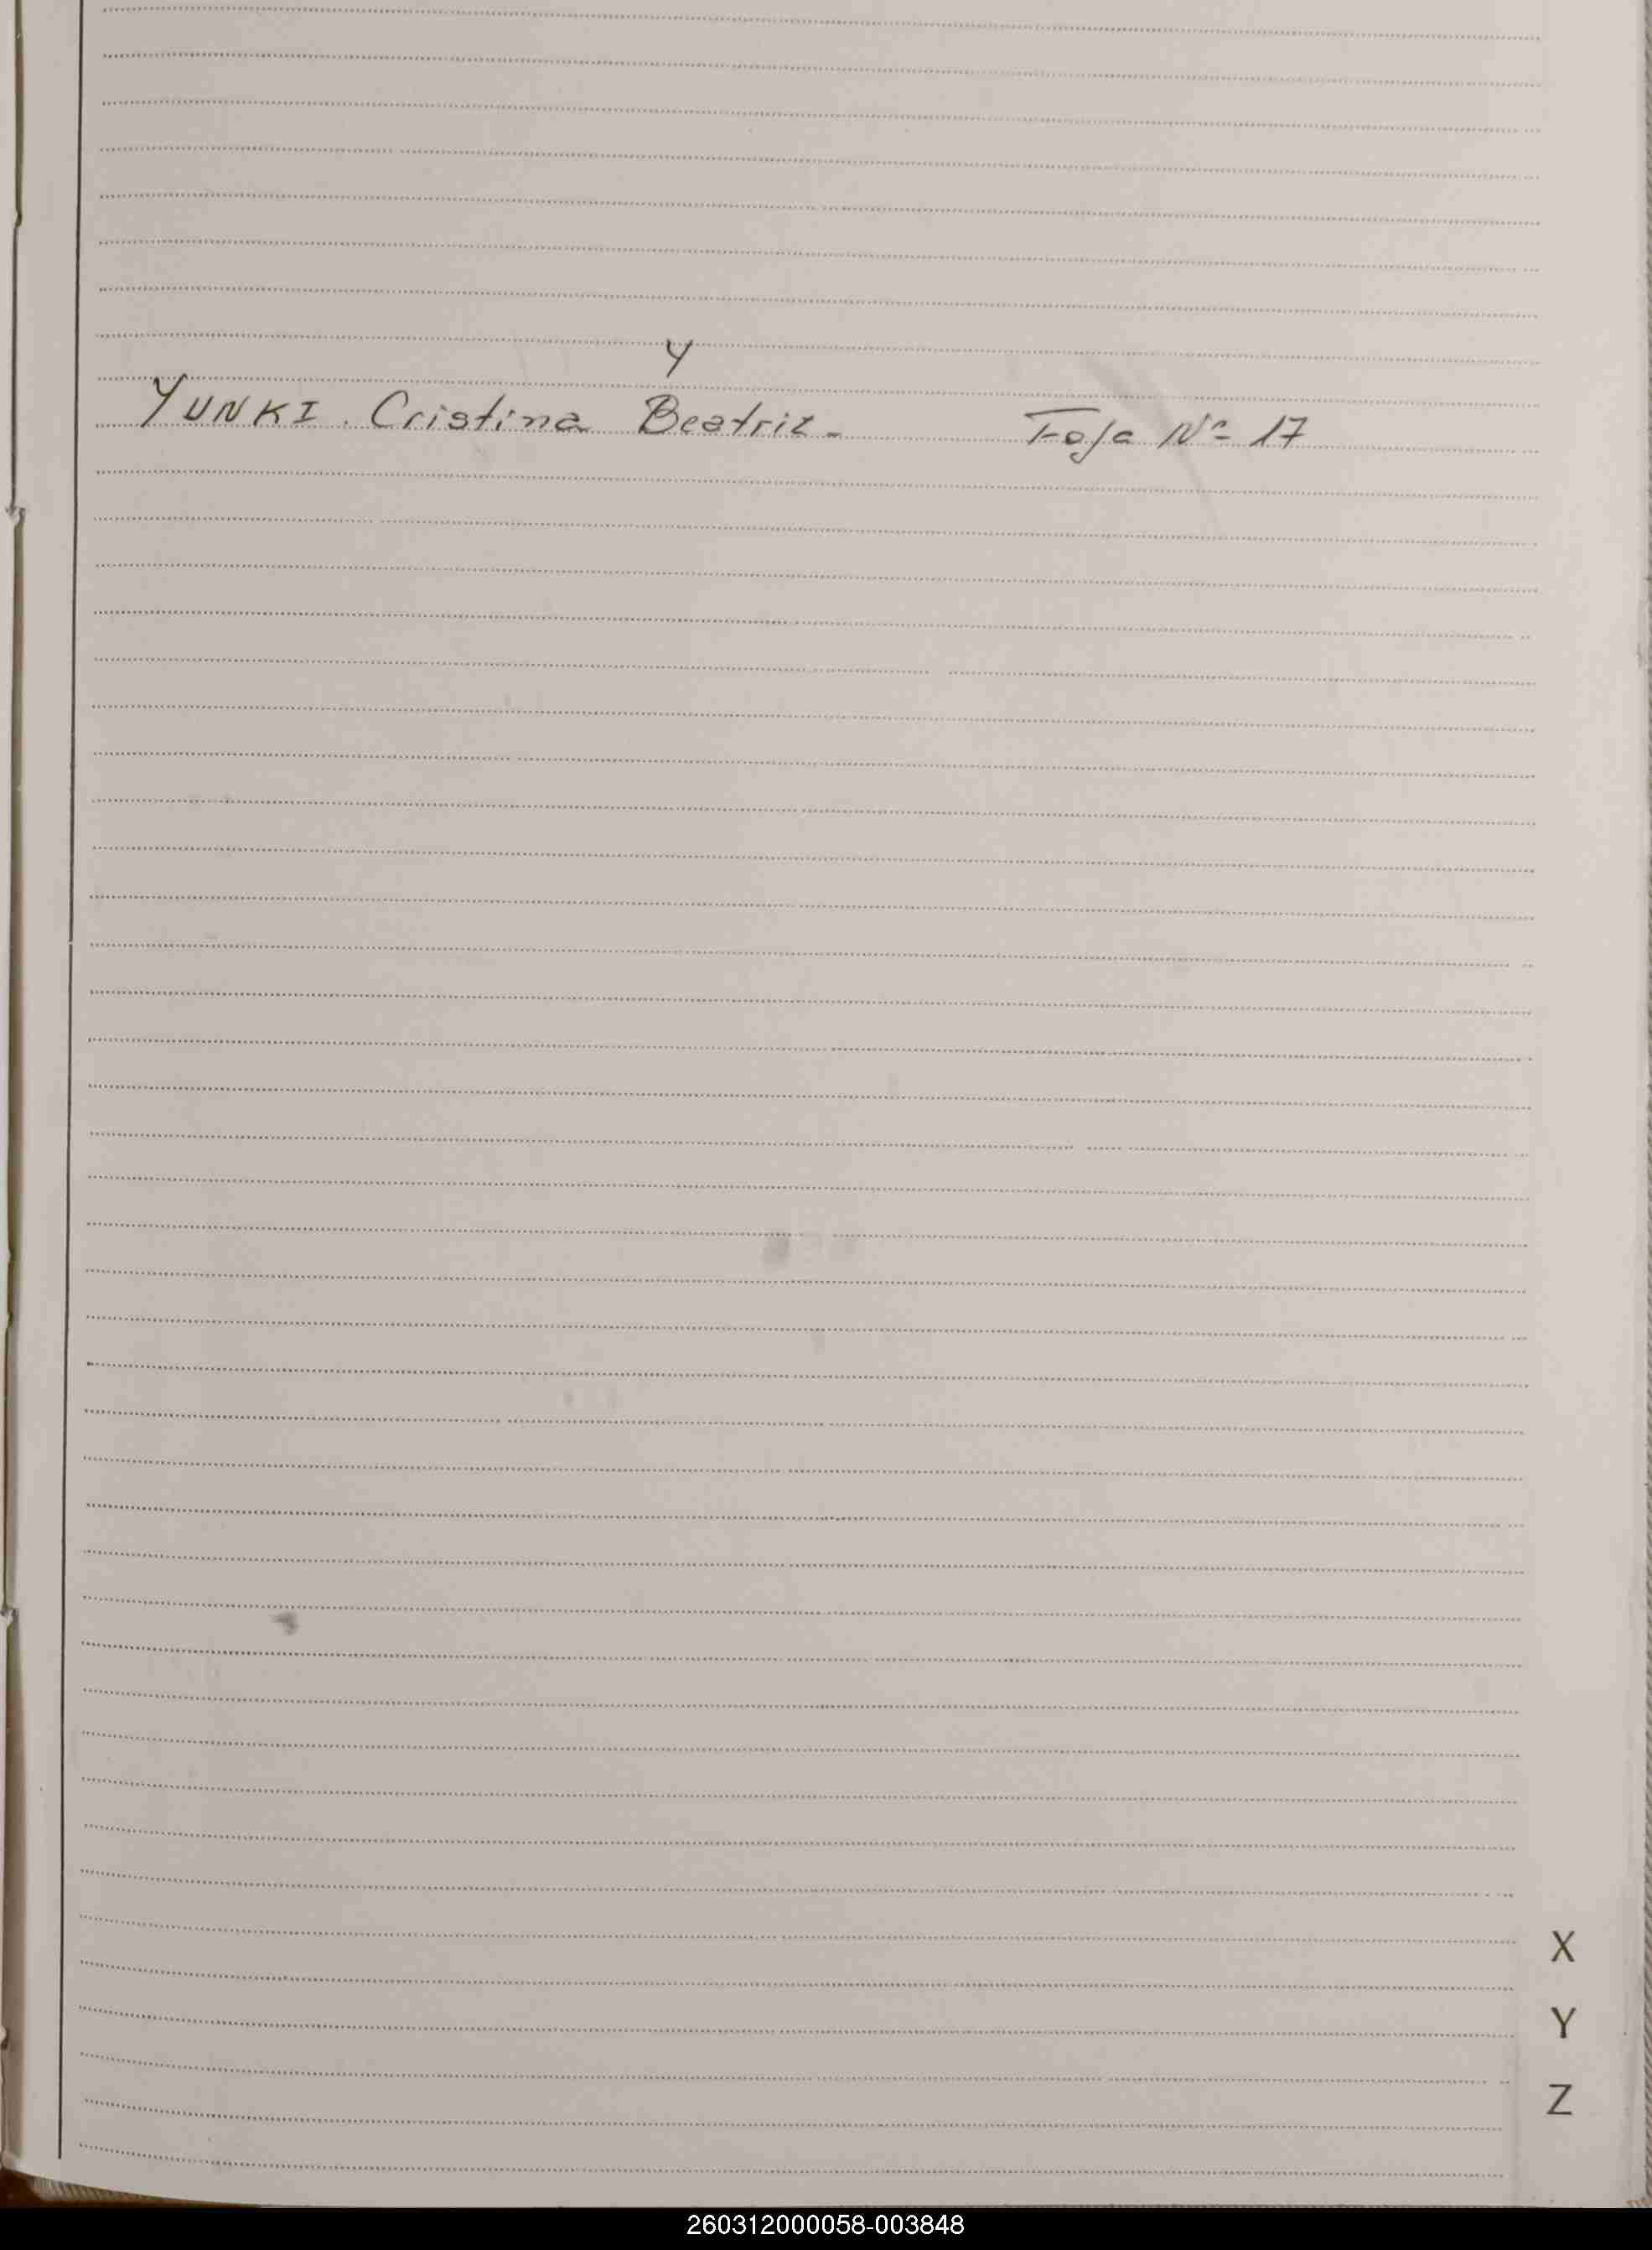 Y
YUNKI. Cristina Beatriz-  Foja Nº 17
X
Y
Z
260312000058-003848